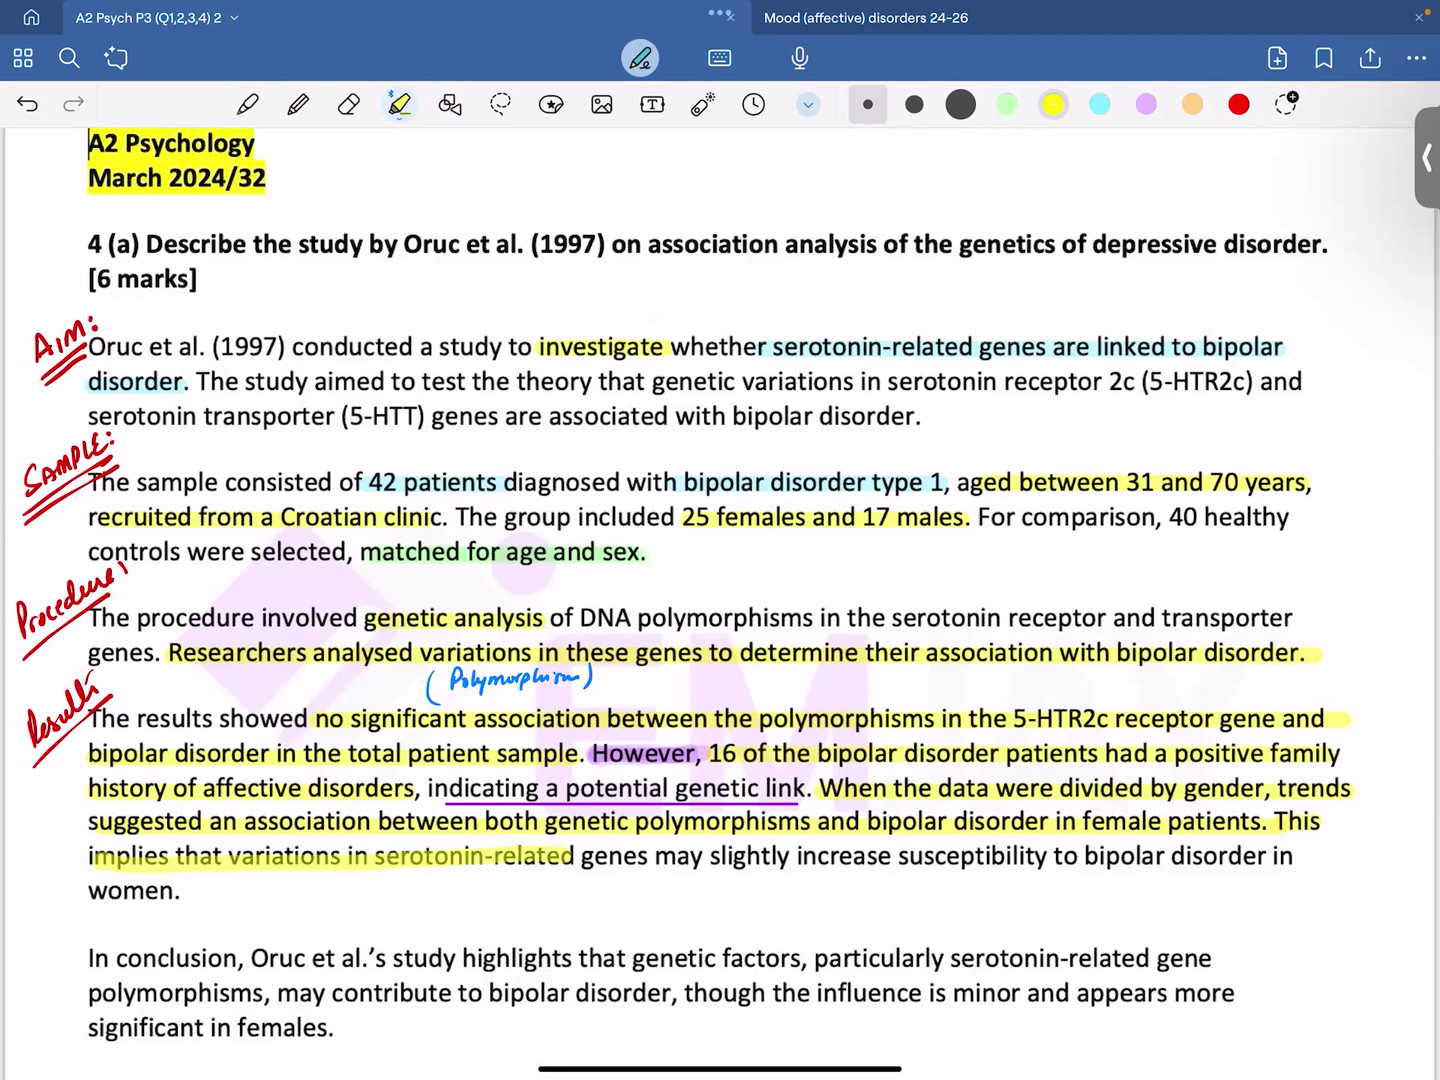 A2 Psych P3 (Q1,2,3,4) 2
Mood (affective) disorders 24-26
A2 Psychology
March 2024/32
4 (a) Describe the study by Oruc et al. (1997) on association analysis of the genetics of depressive disorder.
[6 marks]
AIM:
Oruc et al. (1997) conducted a study to investigate whether serotonin-related genes are linked to bipolar
disorder. The study aimed to test the theory that genetic variations in serotonin receptor 2c (5-HTR2c) and
serotonin transporter (5-HTT) genes are associated with bipolar disorder.
SAMPLE:
The sample consisted of 42 patients diagnosed with bipolar disorder type 1, aged between 31 and 70 years,
recruited from a Croatian clinic. The group included 25 females and 17 males. For comparison, 40 healthy
controls were selected, matched for age and sex.
Procedure:
The procedure involved genetic analysis of DNA polymorphisms in the serotonin receptor and transporter
genes. Researchers analysed variations in these genes to determine their association with bipolar disorder.
(Polymorphism)
Results
The results showed no significant association between the polymorphisms in the 5-HTR2c receptor gene and
bipolar disorder in the total patient sample. However, 16 of the bipolar disorder patients had a positive family
history of affective disorders, indicating a potential genetic link. When the data were divided by gender, trends
suggested an association between both genetic polymorphisms and bipolar disorder in female patients. This
implies that variations in serotonin-related genes may slightly increase susceptibility to bipolar disorder in
women.
In conclusion, Oruc et al.'s study highlights that genetic factors, particularly serotonin-related gene
polymorphisms, may contribute to bipolar disorder, though the influence is minor and appears more
significant in females.